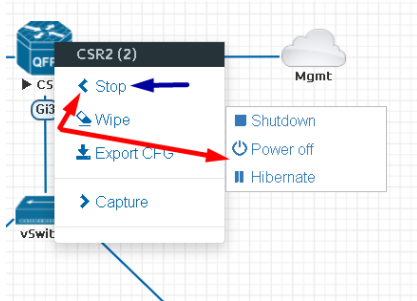 CSR2 (2)
QFP
CS
Stop
Mgmt
Gi3
Wipe
Shutdown
Export CFG
Power off
Hibernate
Capture
vSwit